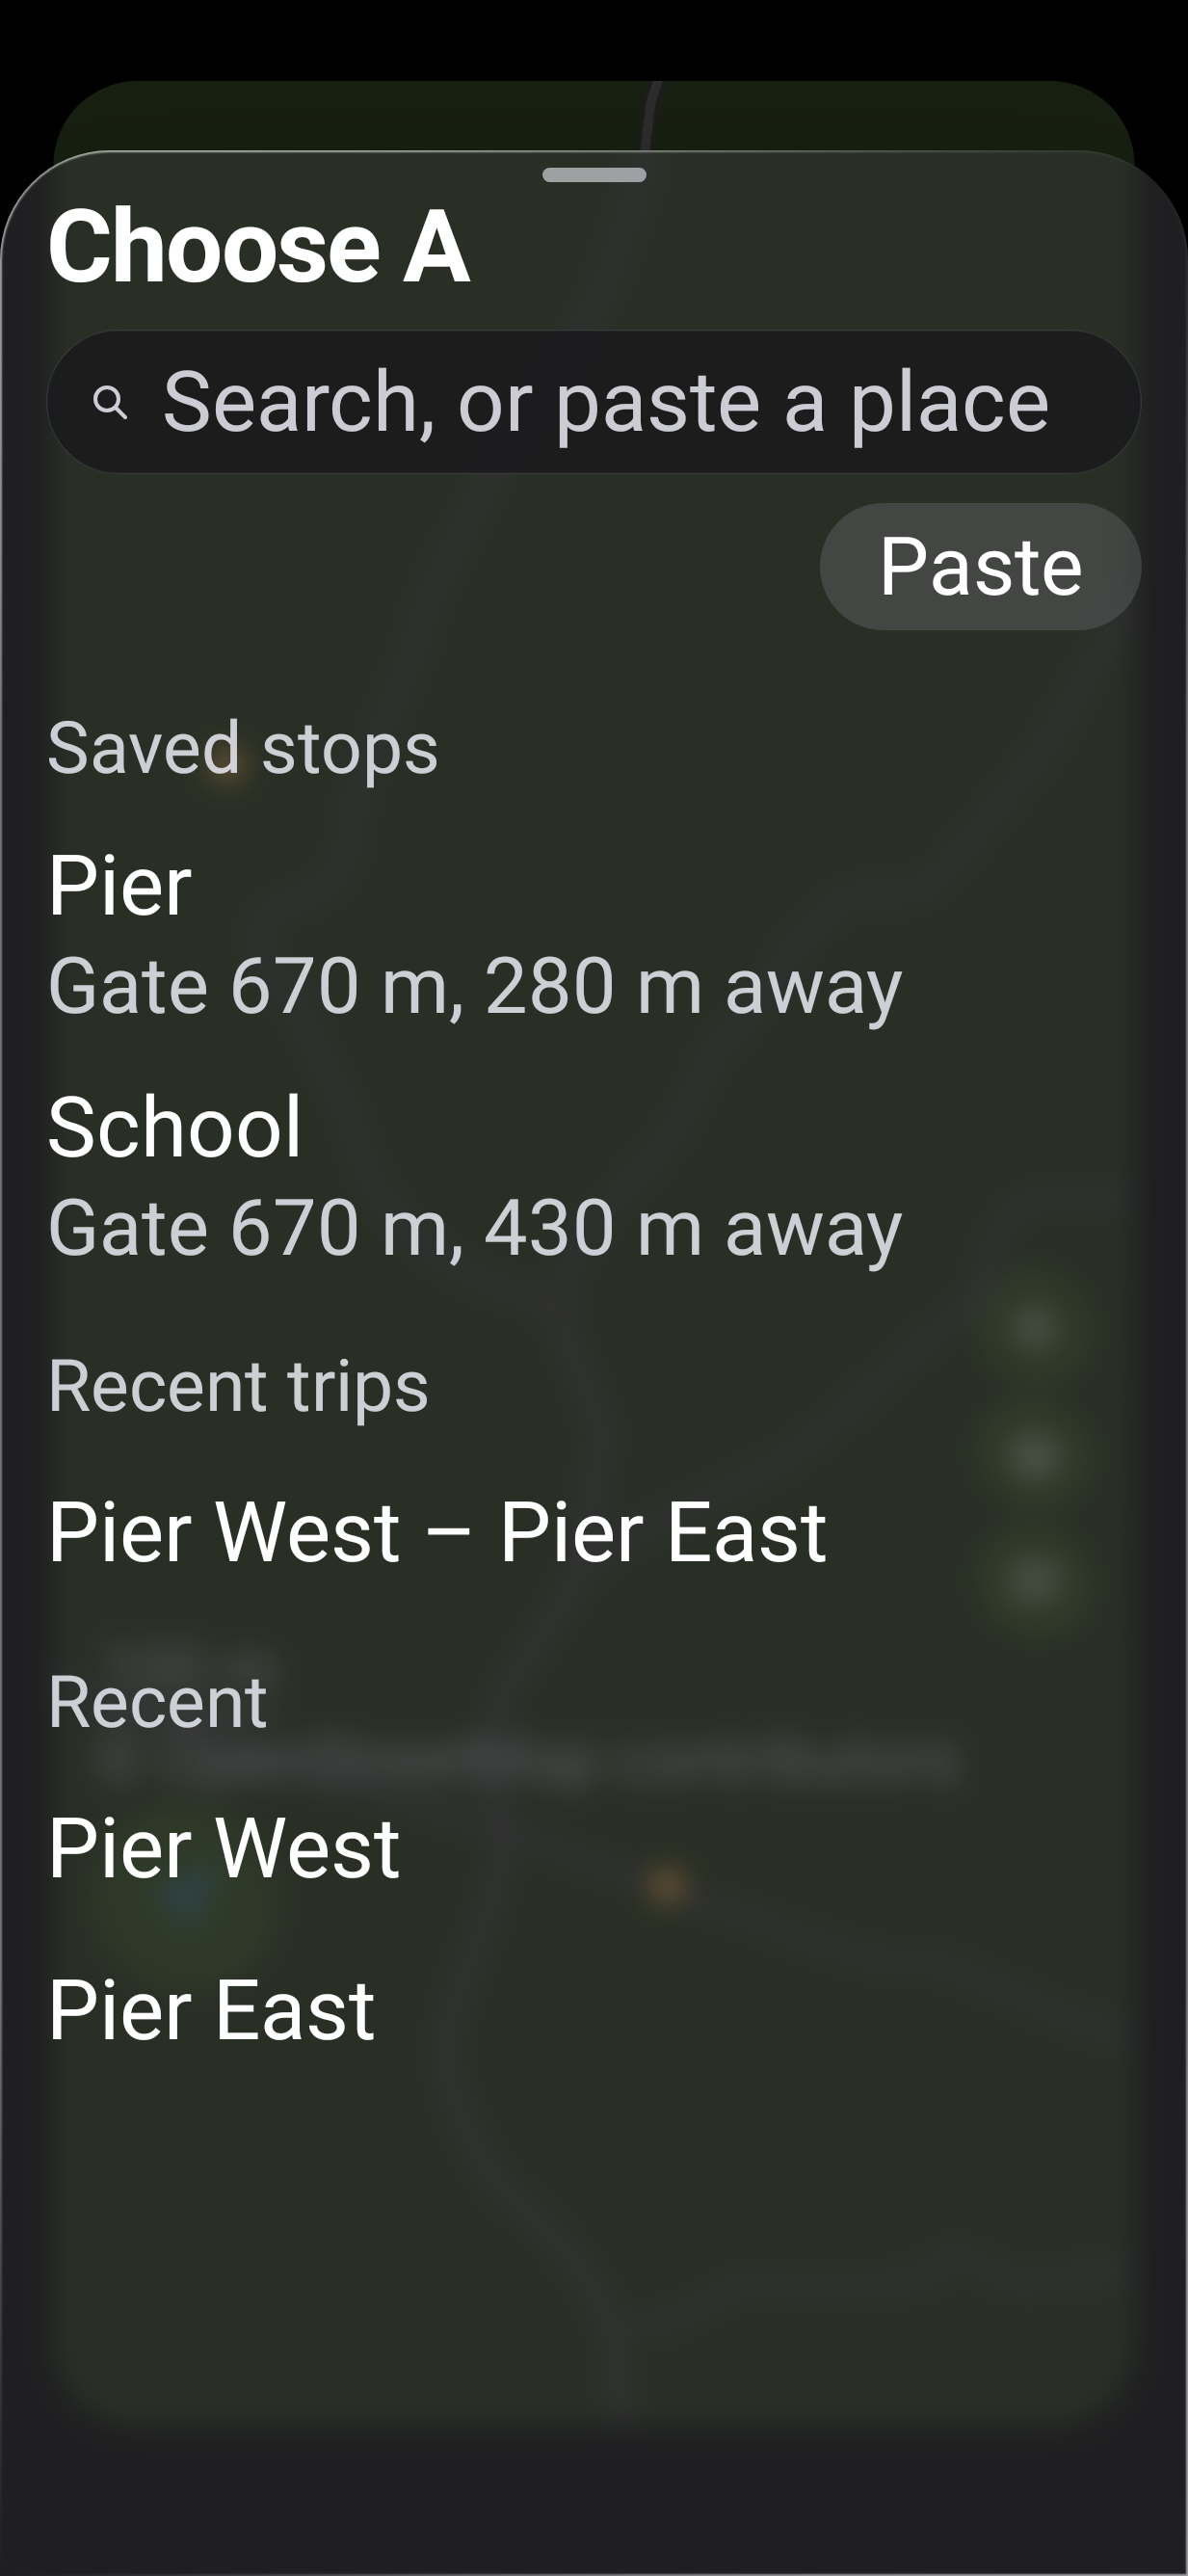 Choose A
Search, or paste a place
Paste
Saved stops
Pier
Gate 670 m, 280 m away
School
Gate 670 m, 430 m away
Recent trips
Pier West – Pier East
Recent
Pier West
Pier East